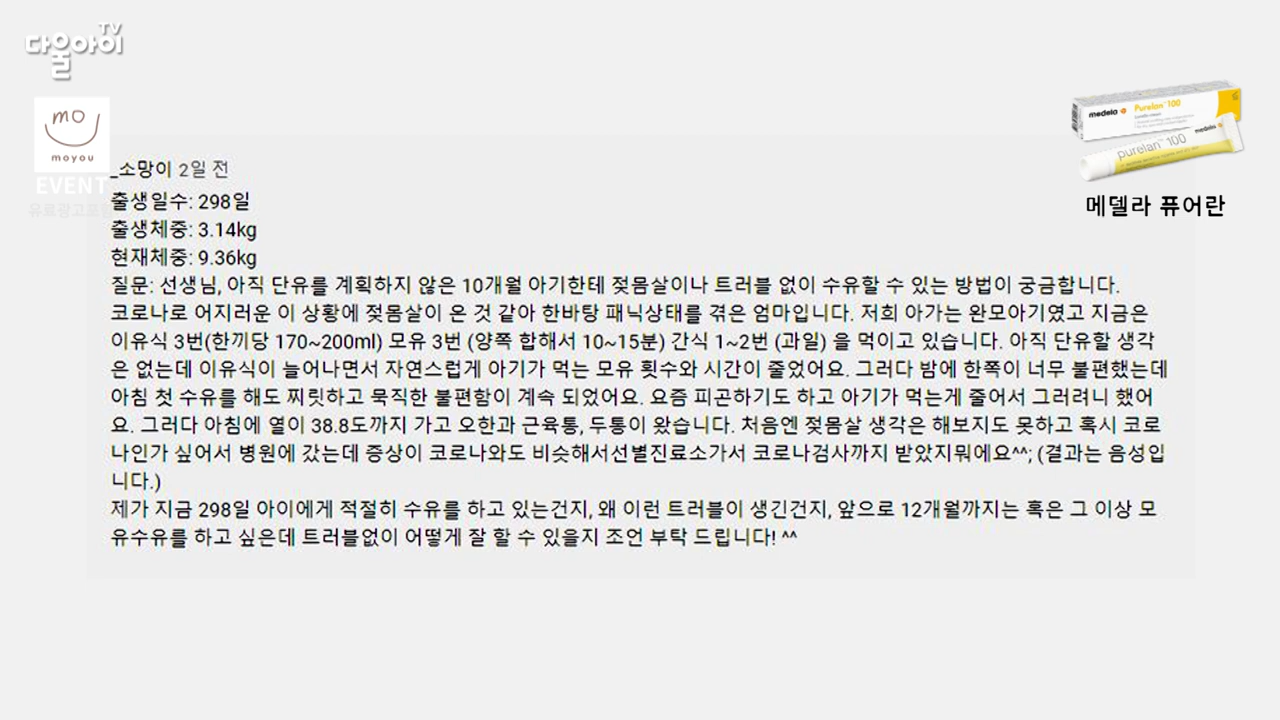 다울아이 TV
mo
moyou
EVENT
유료광고포함
medela Purelan™ 100
purelan™ 100 medela
메델라 퓨어란
_소망이 2일 전
출생일수: 298일
출생체중: 3.14kg
현재체중: 9.36kg
질문: 선생님, 아직 단유를 계획하지 않은 10개월 아기한테 젖몸살이나 트러블 없이 수유할 수 있는 방법이 궁금합니다.
코로나로 어지러운 이 상황에 젖몸살이 온 것 같아 한바탕 패닉상태를 겪은 엄마입니다. 저희 아가는 완모아기였고 지금은
이유식 3번(한끼당 170~200ml) 모유 3번 (양쪽 합해서 10~15분) 간식 1~2번 (과일) 을 먹이고 있습니다. 아직 단유할 생각
은 없는데 이유식이 늘어나면서 자연스럽게 아기가 먹는 모유 횟수와 시간이 줄었어요. 그러다 밤에 한쪽이 너무 불편했는데
아침 첫 수유를 해도 찌릿하고 묵직한 불편함이 계속 되었어요. 요즘 피곤하기도 하고 아기가 먹는게 줄어서 그러려니 했어
요. 그러다 아침에 열이 38.8도까지 가고 오한과 근육통, 두통이 왔습니다. 처음엔 젖몸살 생각은 해보지도 못하고 혹시 코로
나인가 싶어서 병원에 갔는데 증상이 코로나와도 비슷해서선별진료소가서 코로나검사까지 받았지뭐에요^^; (결과는 음성입
니다.)
제가 지금 298일 아이에게 적절히 수유를 하고 있는건지, 왜 이런 트러블이 생긴건지, 앞으로 12개월까지는 혹은 그 이상 모
유수유를 하고 싶은데 트러블없이 어떻게 잘 할 수 있을지 조언 부탁 드립니다! ^^